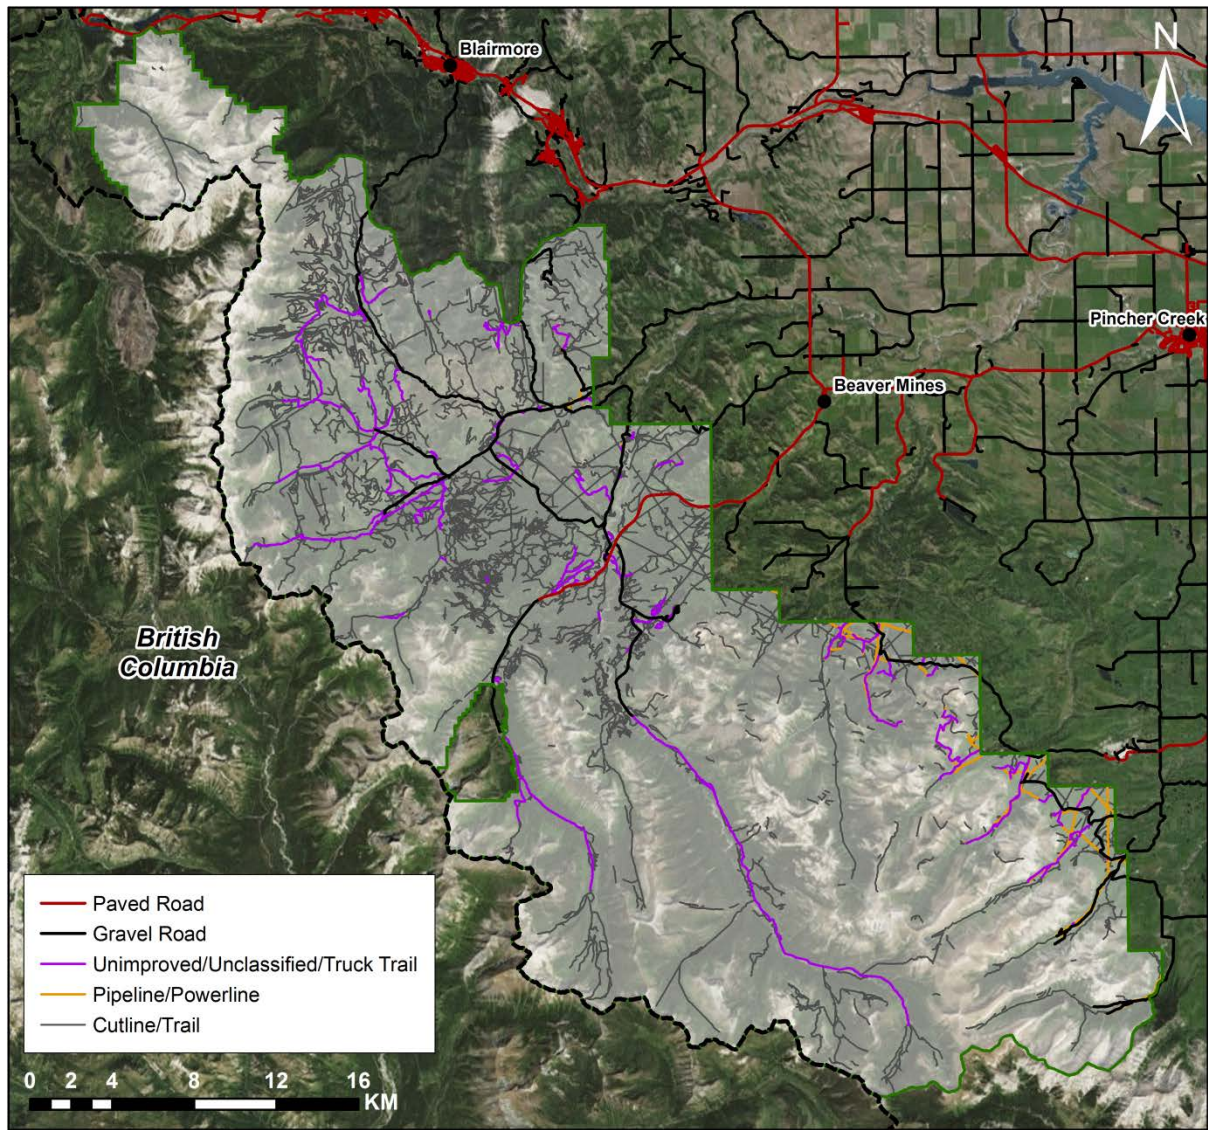 N
Blairmore
Pincher Creek
Beaver Mines
British
Columbia
Paved Road
Gravel Road
Unimproved/Unclassified/Truck Trail
Pipeline/Powerline
Cutline/Trail
0 2 4 8 12 16
KM